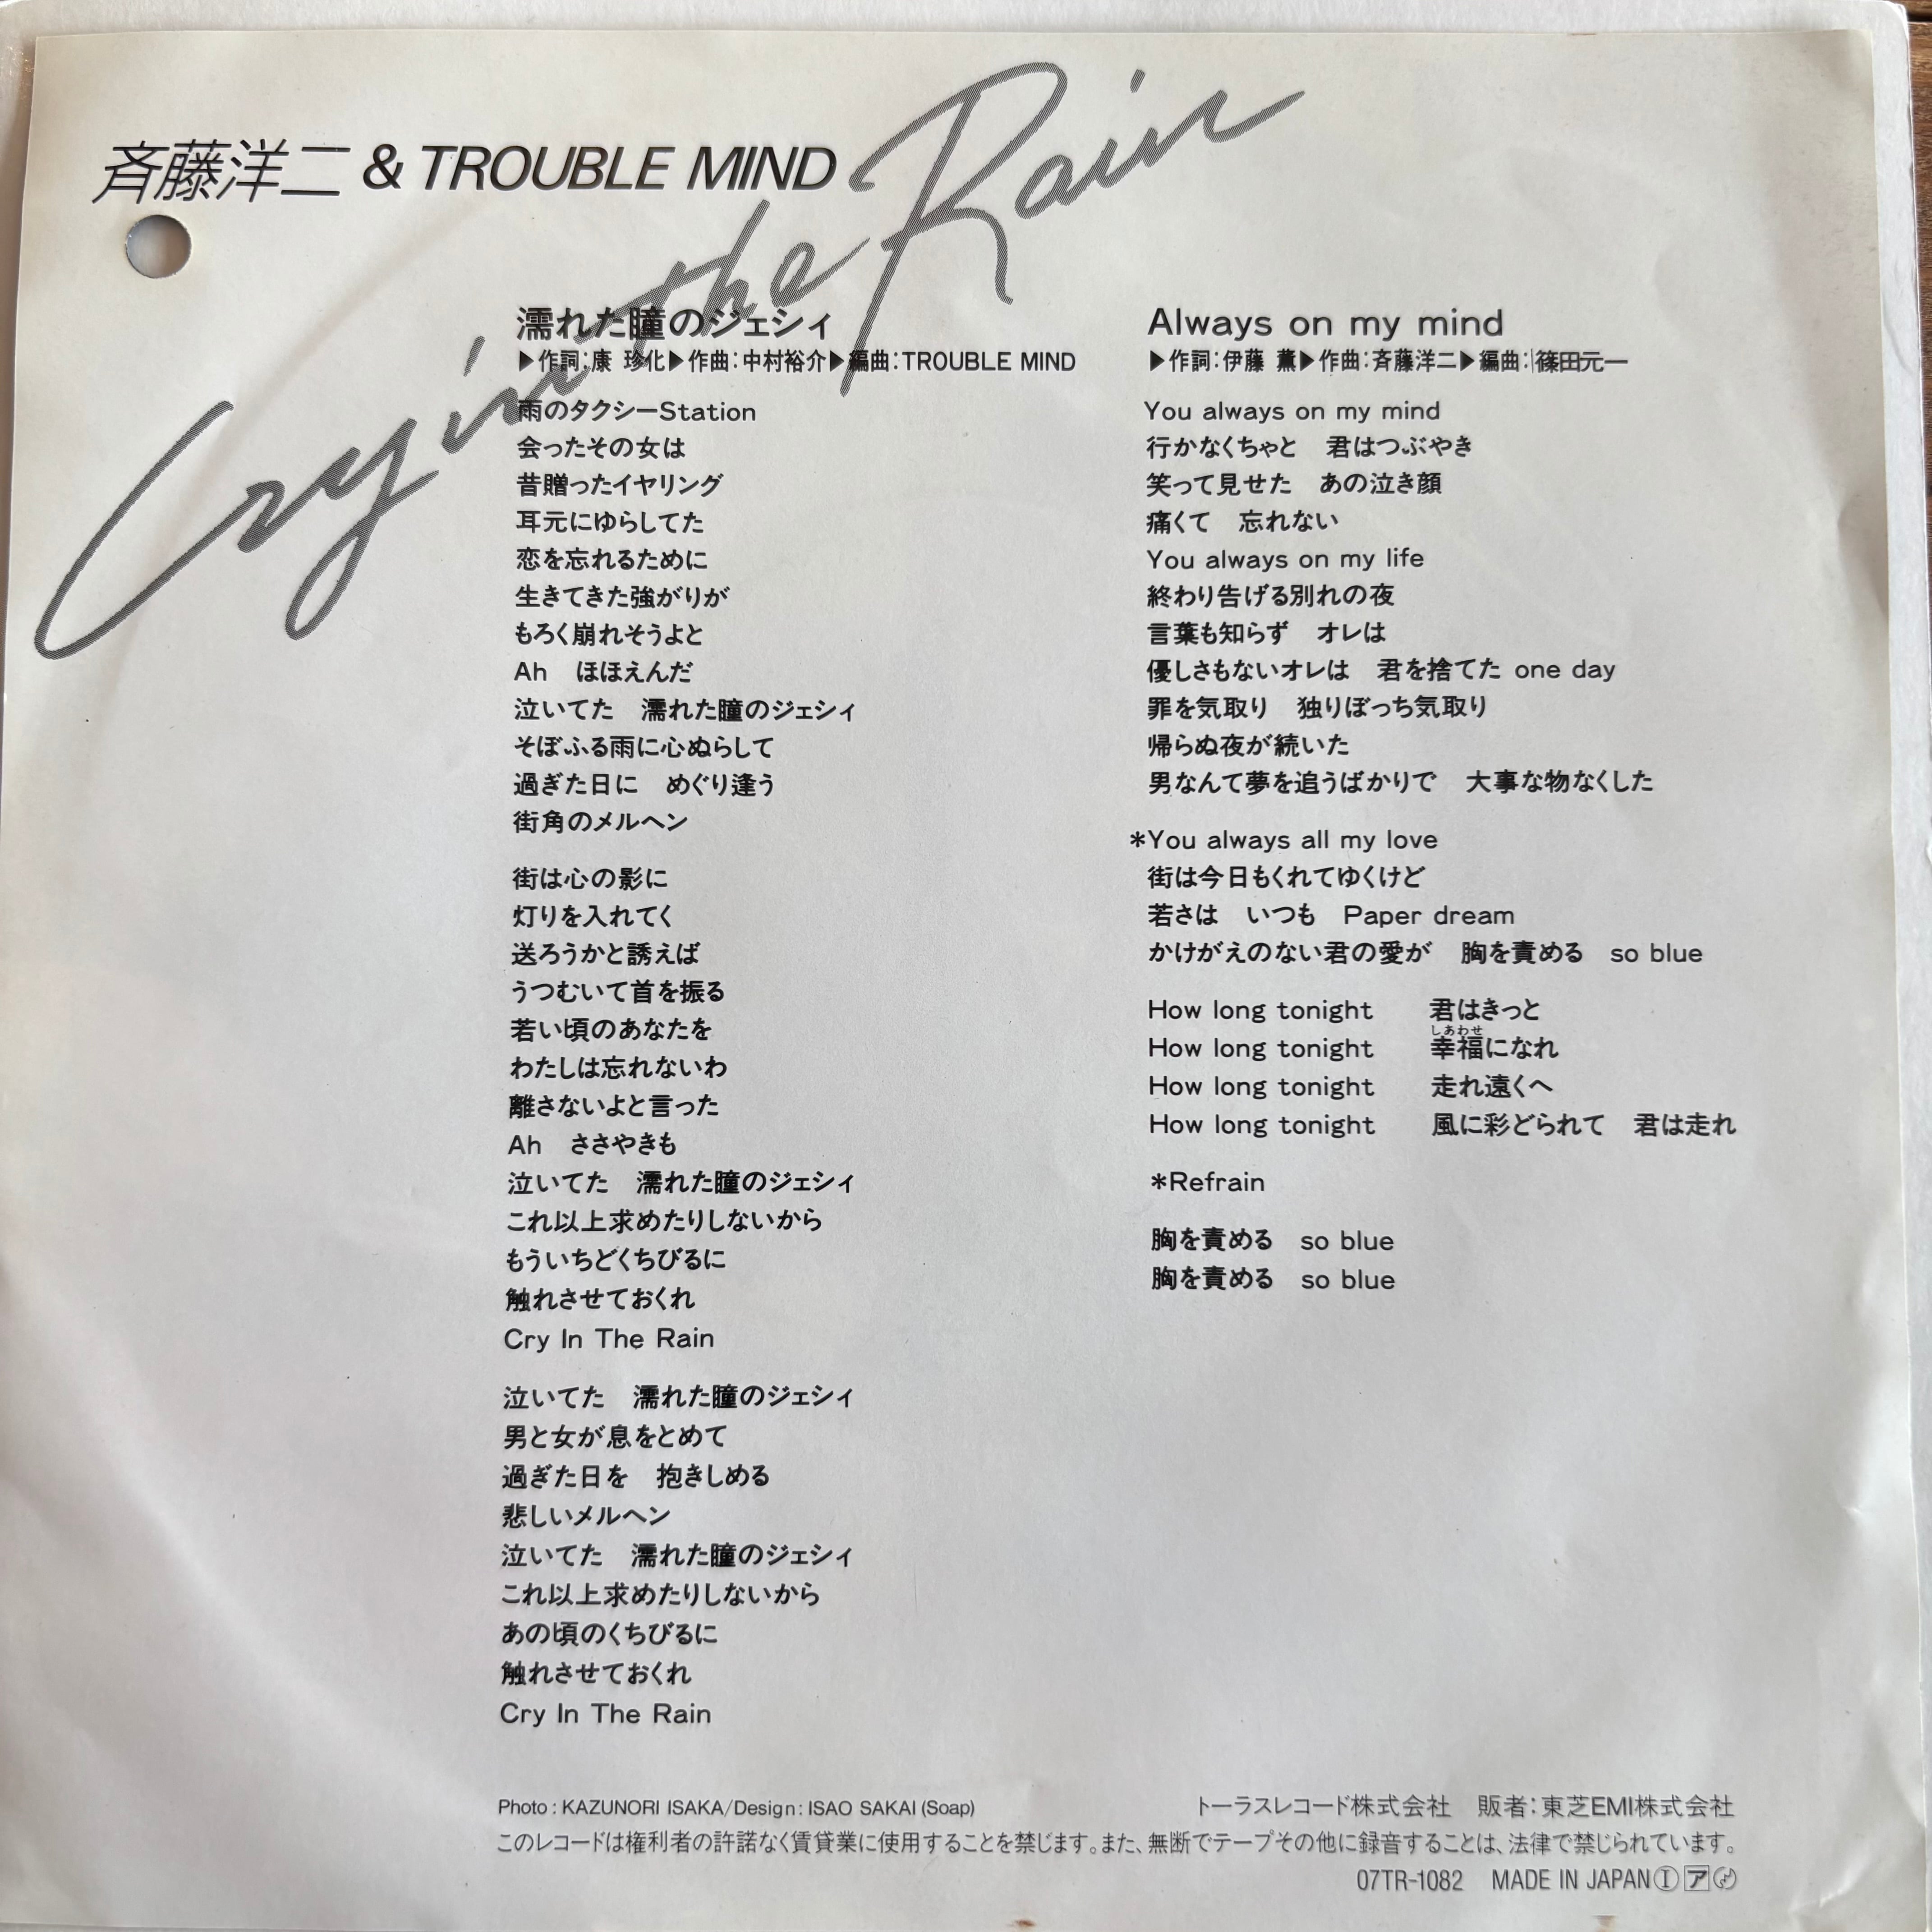 斉藤洋二 & TROUBLE MIND
Cry in the Rain
濡れた瞳のジェシィ
▶作詞:康 珍化▶作曲:中村裕介▶編曲:TROUBLE MIND
雨のタクシーStation
会ったその女は
昔贈ったイヤリング
耳元にゆらしてた
恋を忘れるために
生きてきた強がりが
もろく崩れそうよと
Ah　ほほえんだ
泣いてた　濡れた瞳のジェシィ
そぼふる雨に心ぬらして
過ぎた日に　めぐり逢う
街角のメルヘン
街は心の影に
灯りを入れてく
送ろうかと誘えば
うつむいて首を振る
若い頃のあなたを
わたしは忘れないわ
離さないよと言った
Ah　ささやきも
泣いてた　濡れた瞳のジェシィ
これ以上求めたりしないから
もういちどくちびるに
触れさせておくれ
Cry In The Rain
泣いてた　濡れた瞳のジェシィ
男と女が息をとめて
過ぎた日を　抱きしめる
悲しいメルヘン
泣いてた　濡れた瞳のジェシィ
これ以上求めたりしないから
あの頃のくちびるに
触れさせておくれ
Cry In The Rain
Always on my mind
▶作詞:伊藤 薫▶作曲:斉藤洋二▶編曲:篠田元一
You always on my mind
行かなくちゃと　君はつぶやき
笑って見せた　あの泣き顔
痛くて　忘れない
You always on my life
終わり告げる別れの夜
言葉も知らず　オレは
優しさもないオレは　君を捨てた one day
罪を気取り　独りぼっち気取り
帰らぬ夜が続いた
男なんて夢を追うばかりで　大事な物なくした
*You always all my love
街は今日もくれてゆくけど
若さは　いつも　Paper dream
かけがえのない君の愛が　胸を責める　so blue
How long tonight　君はきっと
しあわせ
How long tonight　幸福になれ
How long tonight　走れ遠くへ
How long tonight　風に彩どられて　君は走れ
*Refrain
胸を責める　so blue
胸を責める　so blue
Photo : KAZUNORI ISAKA/Design : ISAO SAKAI (Soap)
トーラスレコード株式会社　販者:東芝EMI株式会社
このレコードは権利者の許諾なく賃貸業に使用することを禁じます。また、無断でテープその他に録音することは、法律で禁じられています。
07TR-1082　MADE IN JAPAN Ⓘ ア